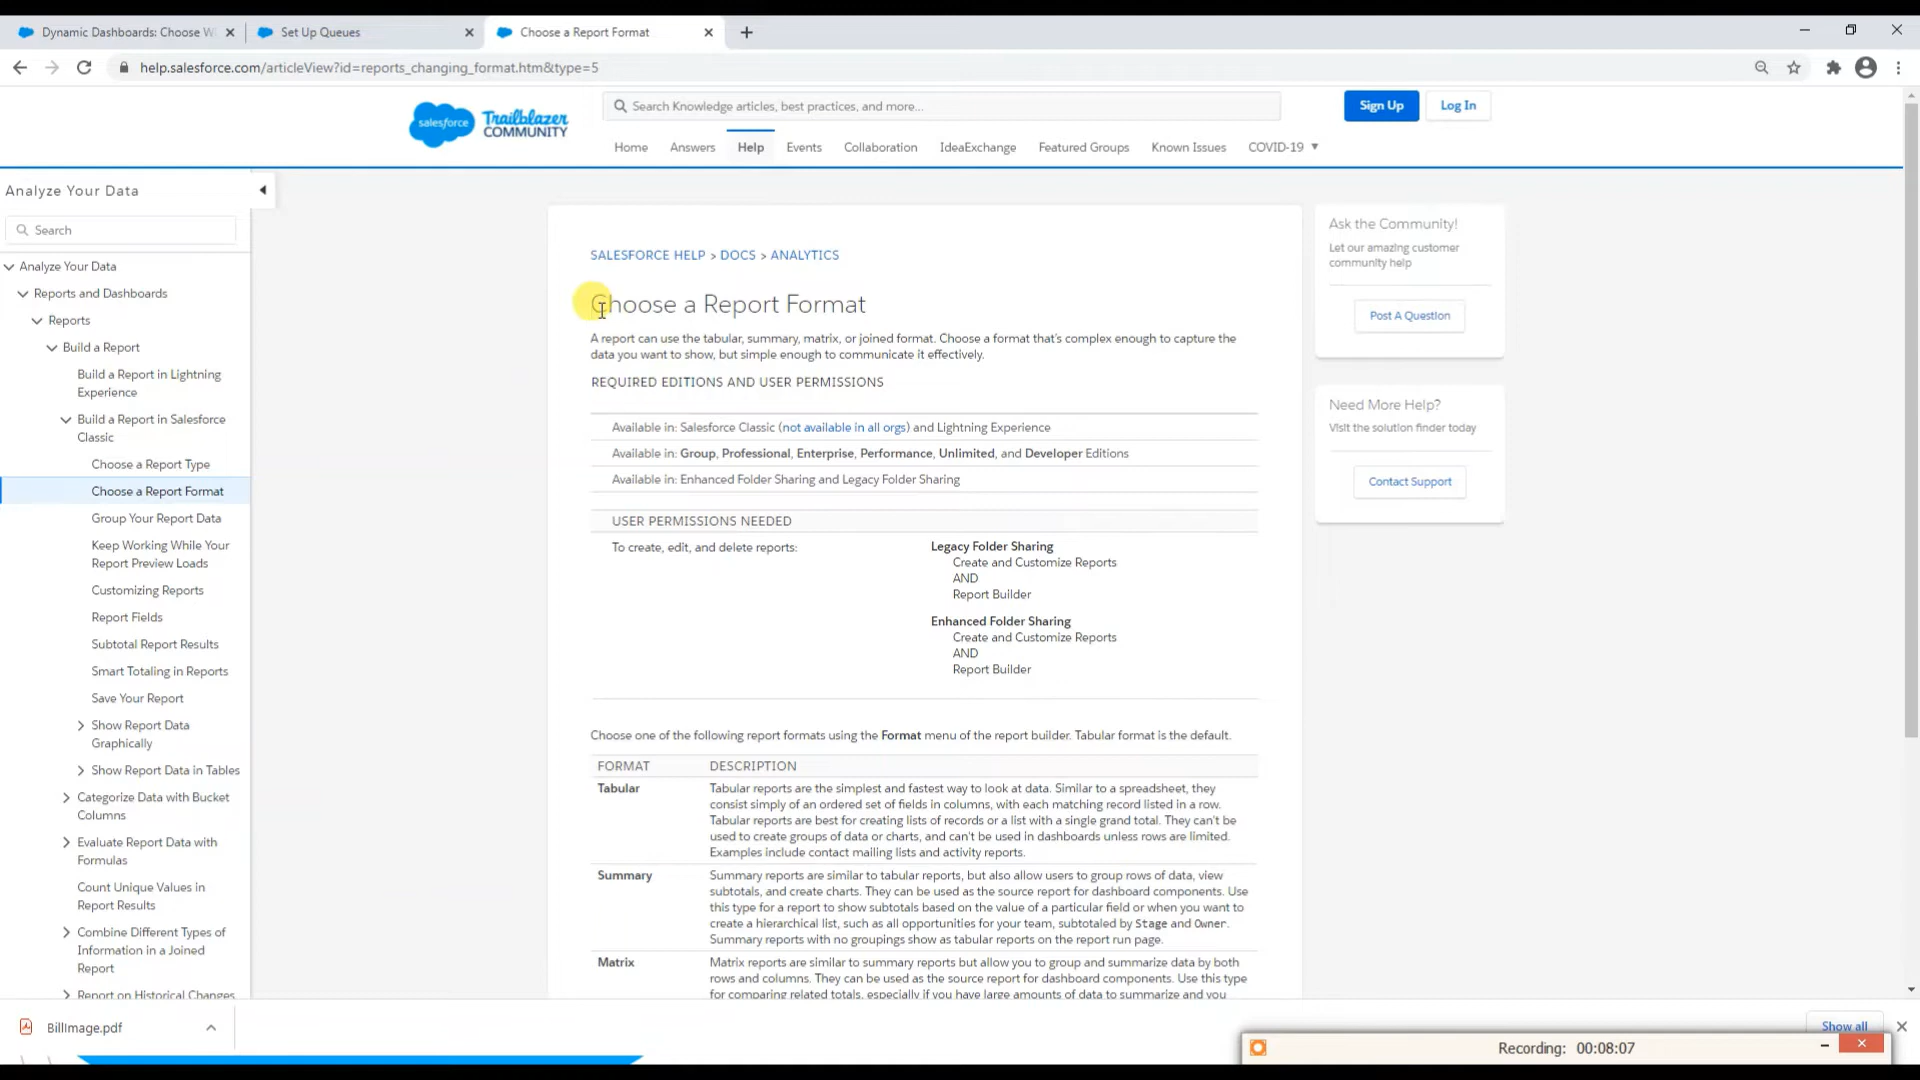 Dynamic Dashboards: Choose W
Set Up Queues
Choose a Report Format
help.salesforce.com/articleView?id=reports_changing_format.htm&type=5
salesforce
Trailblazer
COMMUNITY
Search Knowledge articles, best practices, and more...
Sign Up
Log In
Home
Answers
Help
Events
Collaboration
IdeaExchange
Featured Groups
Known Issues
COVID-19
Analyze Your Data
Search
Analyze Your Data
Reports and Dashboards
Reports
Build a Report
Build a Report in Lightning
Experience
Build a Report in Salesforce
Classic
Choose a Report Type
Choose a Report Format
Group Your Report Data
Keep Working While Your
Report Preview Loads
Customizing Reports
Report Fields
Subtotal Report Results
Smart Totaling in Reports
Save Your Report
Show Report Data
Graphically
Show Report Data in Tables
Categorize Data with Bucket
Columns
Evaluate Report Data with
Formulas
Count Unique Values in
Report Results
Combine Different Types of
Information in a Joined
Report
Report on Historical Changes
SALESFORCE HELP > DOCS > ANALYTICS
Choose a Report Format
A report can use the tabular, summary, matrix, or joined format. Choose a format that's complex enough to capture the
data you want to show, but simple enough to communicate it effectively.
REQUIRED EDITIONS AND USER PERMISSIONS
Available in: Salesforce Classic (not available in all orgs) and Lightning Experience
Available in: Group, Professional, Enterprise, Performance, Unlimited, and Developer Editions
Available in: Enhanced Folder Sharing and Legacy Folder Sharing
USER PERMISSIONS NEEDED
To create, edit, and delete reports:
Legacy Folder Sharing
Create and Customize Reports
AND
Report Builder
Enhanced Folder Sharing
Create and Customize Reports
AND
Report Builder
Choose one of the following report formats using the Format menu of the report builder. Tabular format is the default.
FORMAT
DESCRIPTION
Tabular
Tabular reports are the simplest and fastest way to look at data. Similar to a spreadsheet, they
consist simply of an ordered set of fields in columns, with each matching record listed in a row.
Tabular reports are best for creating lists of records or a list with a single grand total. They can't be
used to create groups of data or charts, and can't be used in dashboards unless rows are limited.
Examples include contact mailing lists and activity reports.
Summary
Summary reports are similar to tabular reports, but also allow users to group rows of data, view
subtotals, and create charts. They can be used as the source report for dashboard components. Use
this type for a report to show subtotals based on the value of a particular field or when you want to
create a hierarchical list, such as all opportunities for your team, subtotaled by Stage and Owner.
Summary reports with no groupings show as tabular reports on the report run page.
Matrix
Matrix reports are similar to summary reports but allow you to group and summarize data by both
rows and columns. They can be used as the source report for dashboard components. Use this type
for comparing related totals, especially if you have large amounts of data to summarize and you
Ask the Community!
Let our amazing customer
community help
Post A Question
Need More Help?
Visit the solution finder today
Contact Support
BillImage.pdf
Show all
Recording: 00:08:07